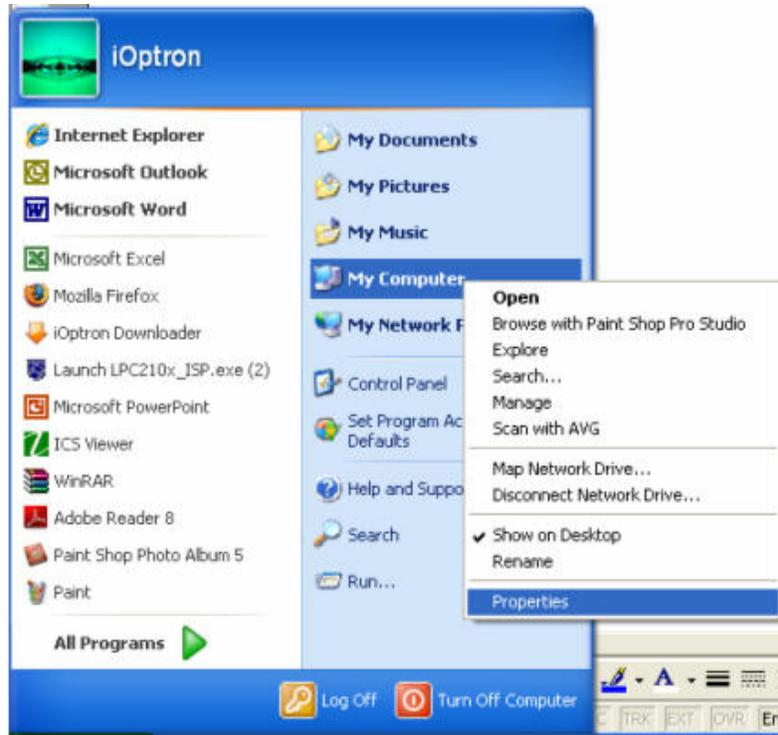 iOptron
Internet Explorer
Microsoft Outlook
Microsoft Word
Microsoft Excel
Mozilla Firefox
iOptron Downloader
Launch LPC210x_ISP.exe (2)
Microsoft PowerPoint
ICS Viewer
WinRAR
Adobe Reader 8
Paint Shop Photo Album 5
Paint
All Programs
My Documents
My Pictures
My Music
My Computer
My Network P
Control Panel
Set Program Ac
Defaults
Help and Suppo
Search
Run...
Open
Browse with Paint Shop Pro Studio
Explore
Search...
Manage
Scan with AVG
Map Network Drive...
Disconnect Network Drive...
Show on Desktop
Rename
Properties
Log Off
Turn Off Computer
A
C TRK EXT OVR En